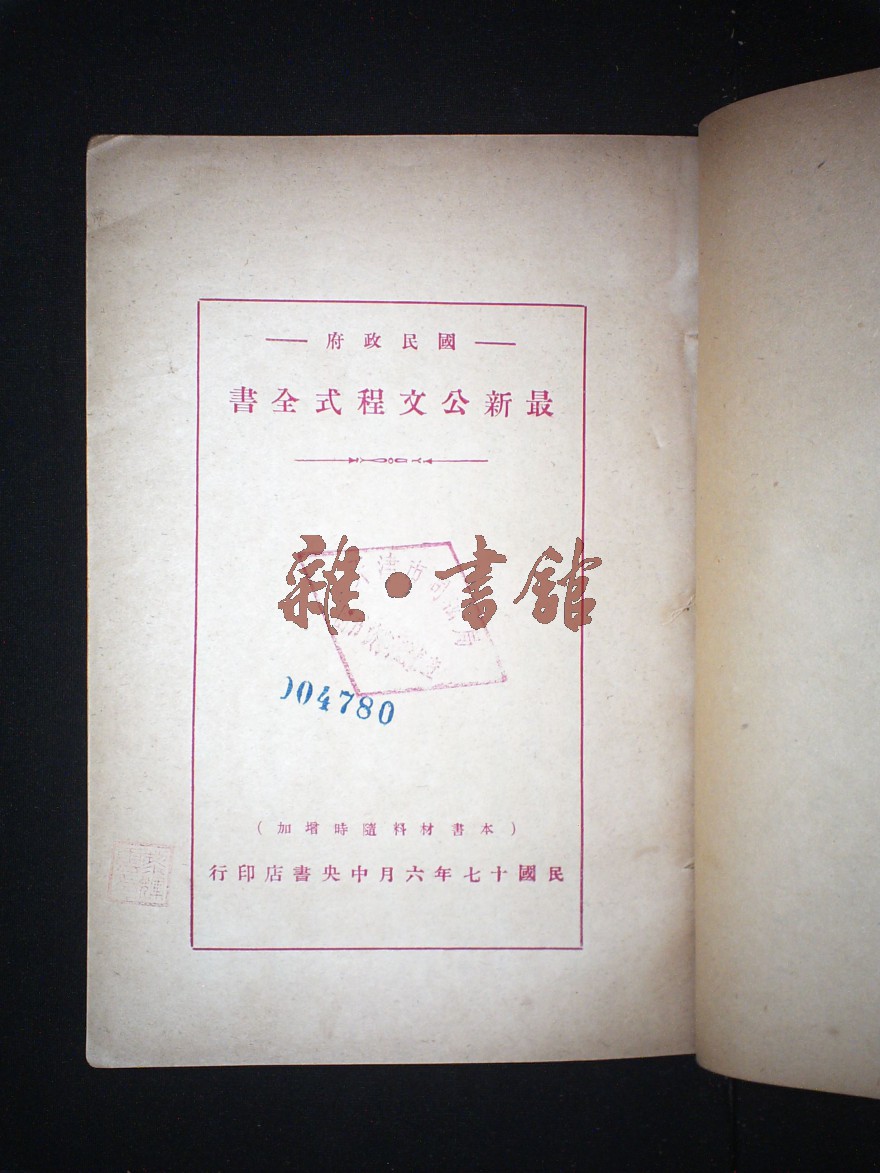 國民政府
最新公文程式全書
雜·書館
004780
(本書材料隨時增加)
民國十七年六月中央書店印行